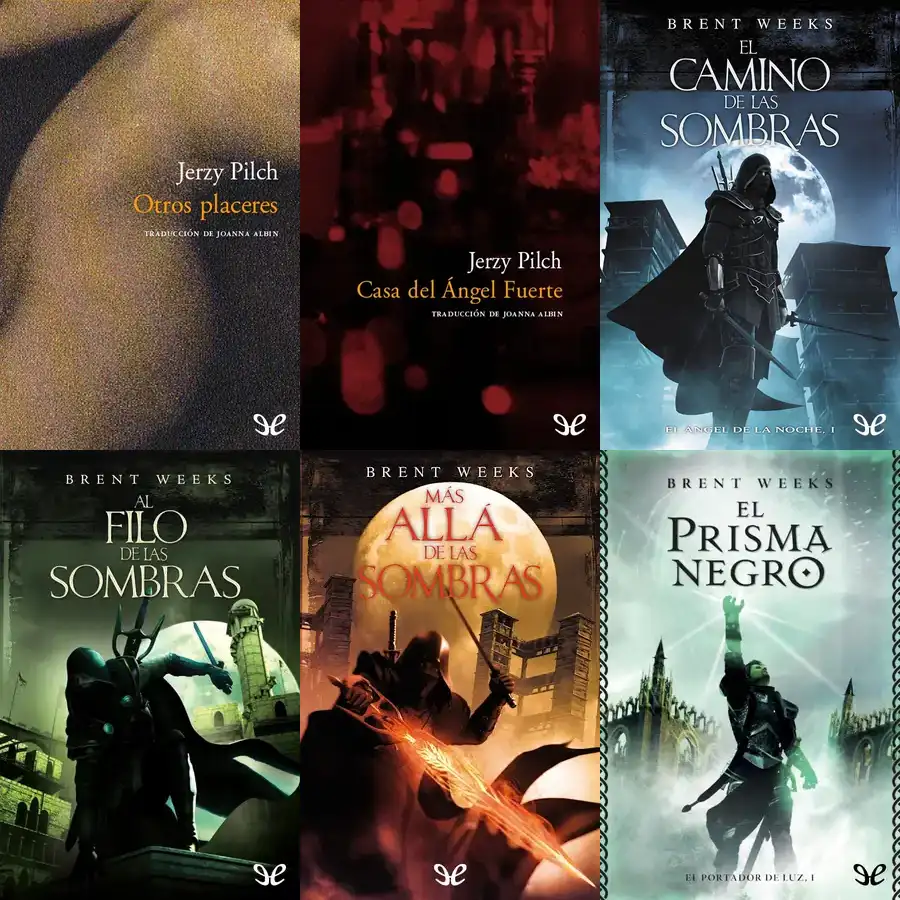 Jerzy Pilch
Otros placeres
TRADUCCIÓN DE JOANNA ALBIN
Jerzy Pilch
Casa del Ángel Fuerte
TRADUCCIÓN DE JOANNA ALBIN
BRENT WEEKS
EL
CAMINO
DE LAS
SOMBRAS
EL ÁNGEL DE LA NOCHE, I
BRENT WEEKS
AL
FILO
DE LAS
SOMBRAS
BRENT WEEKS
MÁS
ALLÁ
DE LAS
SOMBRAS
BRENT WEEKS
EL
PRISMA
NEGRO
EL PORTADOR DE LUZ, I